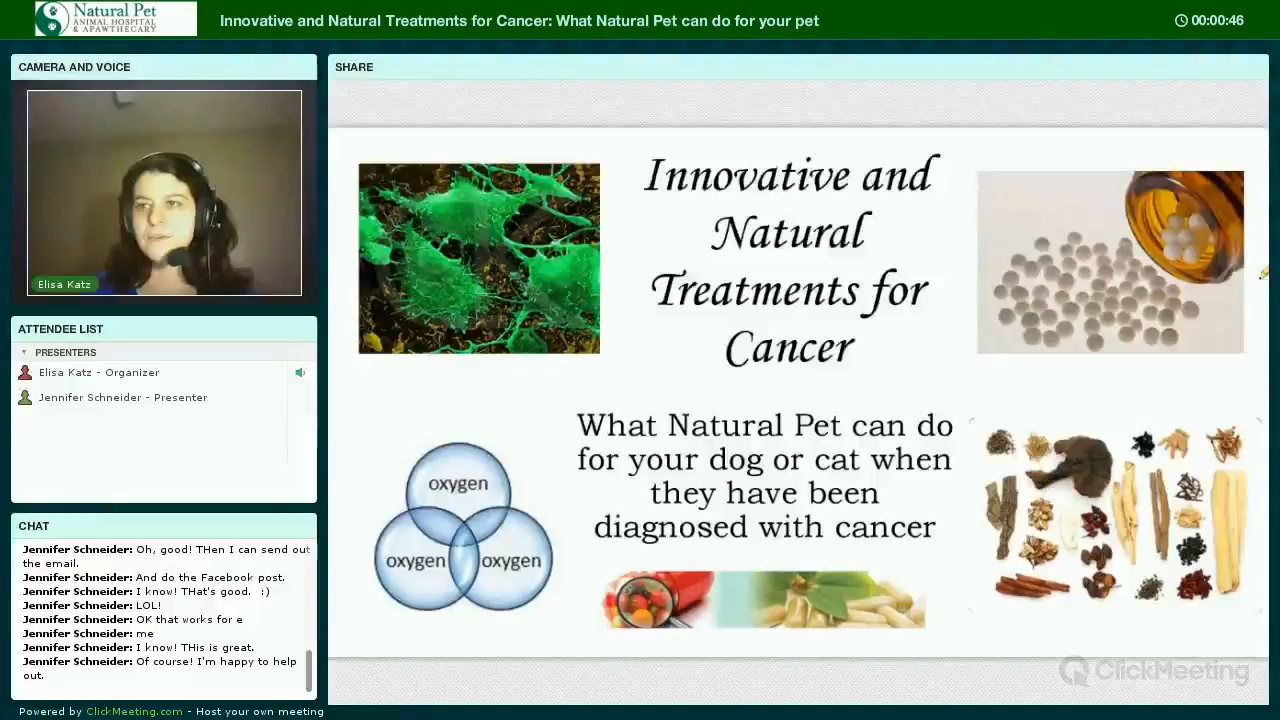 Natural Pet
ANIMAL HOSPITAL
& APAWTHECARY
Innovative and Natural Treatments for Cancer: What Natural Pet can do for your pet
00:00:46
CAMERA AND VOICE
Elisa Katz
ATTENDEE LIST
PRESENTERS
Elisa Katz - Organizer
Jennifer Schneider - Presenter
CHAT
Jennifer Schneider: Oh, good! THen I can send out
the email.
Jennifer Schneider: And do the Facebook post.
Jennifer Schneider: I know! THat's good. :)
Jennifer Schneider: LOL!
Jennifer Schneider: OK that works for e
Jennifer Schneider: me
Jennifer Schneider: I know! THis is great.
Jennifer Schneider: Of course! I'm happy to help
out.
Powered by ClickMeeting.com - Host your own meeting
SHARE
Innovative and
Natural
Treatments for
Cancer
What Natural Pet can do
for your dog or cat when
they have been
diagnosed with cancer
oxygen
oxygen
oxygen
ClickMeeting